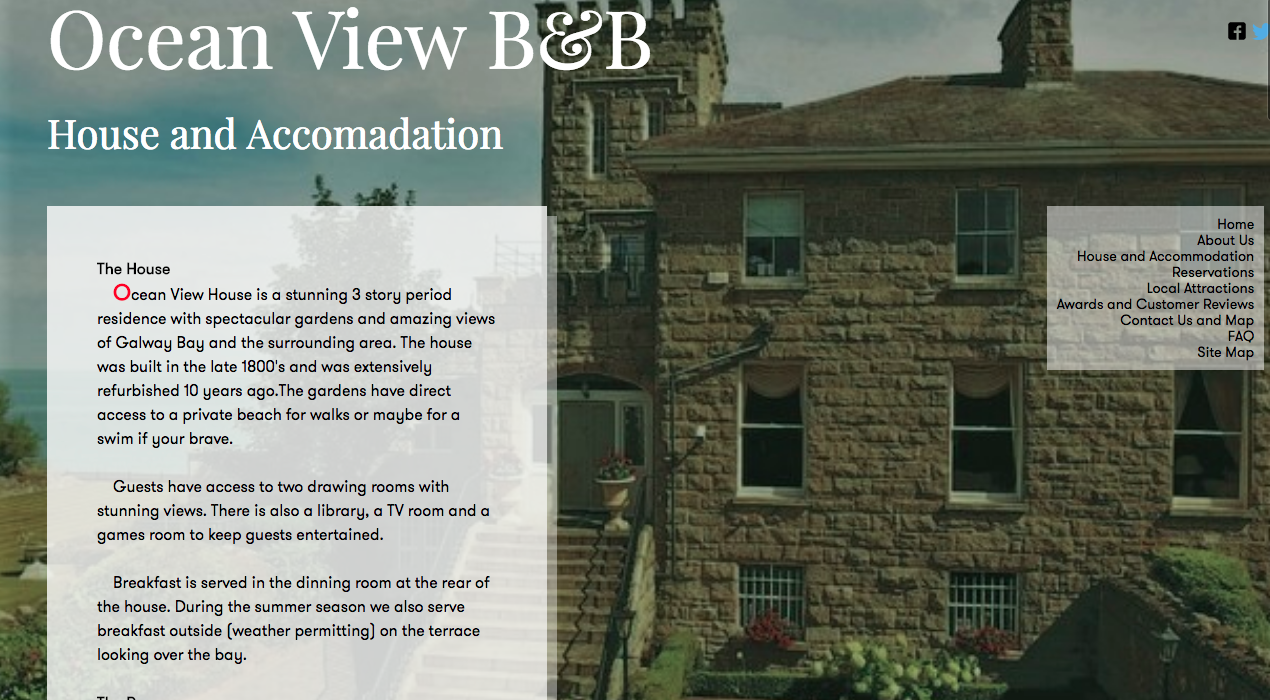 Ocean View B&B
House and Accomadation
The House
Ocean View House is a stunning 3 story period
residence with spectacular gardens and amazing views
of Galway Bay and the surrounding area. The house
was built in the late 1800's and was extensively
refurbished 10 years ago.The gardens have direct
access to a private beach for walks or maybe for a
swim if your brave.
Guests have access to two drawing rooms with
stunning views. There is also a library, a TV room and a
games room to keep guests entertained.
Breakfast is served in the dinning room at the rear of
the house. During the summer season we also serve
breakfast outside (weather permitting) on the terrace
looking over the bay.
Home
About Us
House and Accommodation
Reservations
Local Attractions
Awards and Customer Reviews
Contact Us and Map
FAQ
Site Map